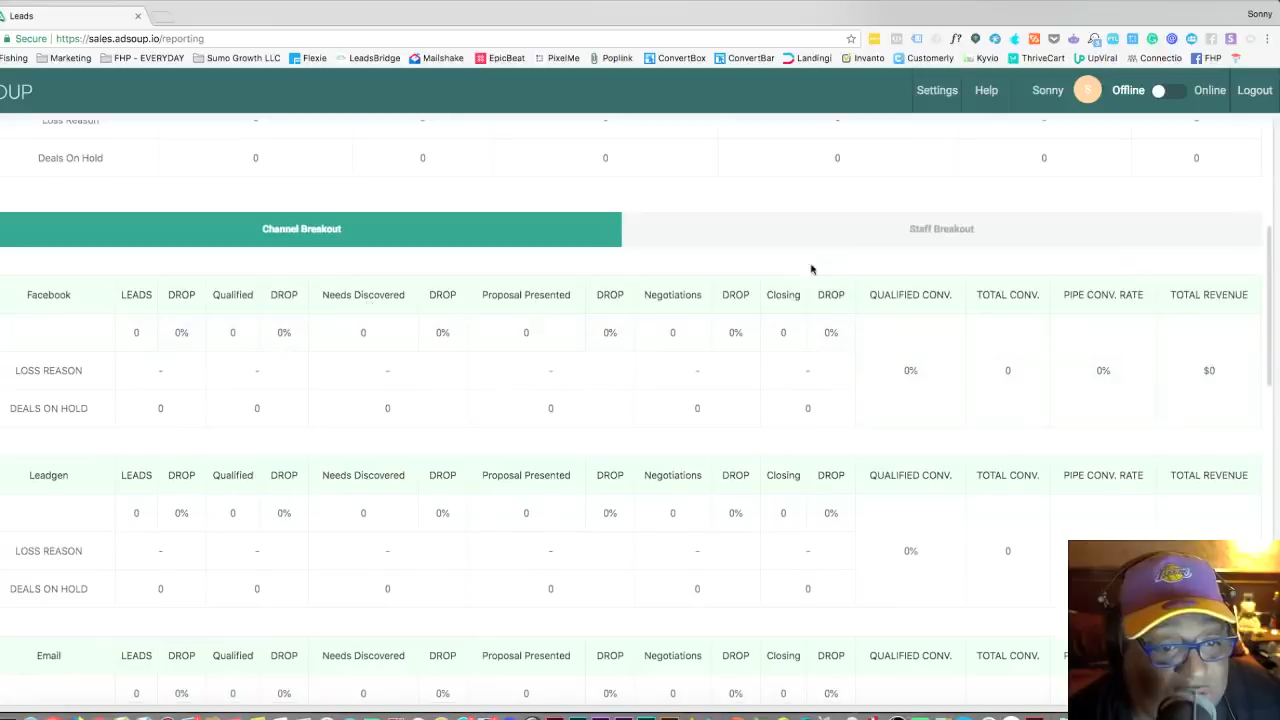 Leads
Sonny
Secure
https://sales.adsoup.io/reporting
Fishing
Marketing
FHP - EVERYDAY
Sumo Growth LLC
Flexie
LeadsBridge
Mailshake
EpicBeat
PixelMe
Poplink
ConvertBox
ConvertBar
Landingi
Invanto
Customerly
Kyvio
ThriveCart
UpViral
Connectio
FHP
OUP
Settings
Help
Sonny
S
Offline
Online
Logout
Loss Reason - - - - - -
Deals On Hold 0 0 0 0 0 0
Channel Breakout
Staff Breakout
Facebook LEADS DROP Qualified DROP Needs Discovered DROP Proposal Presented DROP Negotiations DROP Closing DROP QUALIFIED CONV. TOTAL CONV. PIPE CONV. RATE TOTAL REVENUE
0 0% 0 0% 0 0% 0 0% 0 0% 0 0%
LOSS REASON - - - - - - 0% 0 0% $0
DEALS ON HOLD 0 0 0 0 0 0
Leadgen LEADS DROP Qualified DROP Needs Discovered DROP Proposal Presented DROP Negotiations DROP Closing DROP QUALIFIED CONV. TOTAL CONV. PIPE CONV. RATE TOTAL REVENUE
0 0% 0 0% 0 0% 0 0% 0 0% 0 0%
LOSS REASON - - - - - - 0% 0
DEALS ON HOLD 0 0 0 0 0 0
Email LEADS DROP Qualified DROP Needs Discovered DROP Proposal Presented DROP Negotiations DROP Closing DROP QUALIFIED CONV. TOTAL CONV.
0 0% 0 0% 0 0% 0 0% 0 0% 0 0%